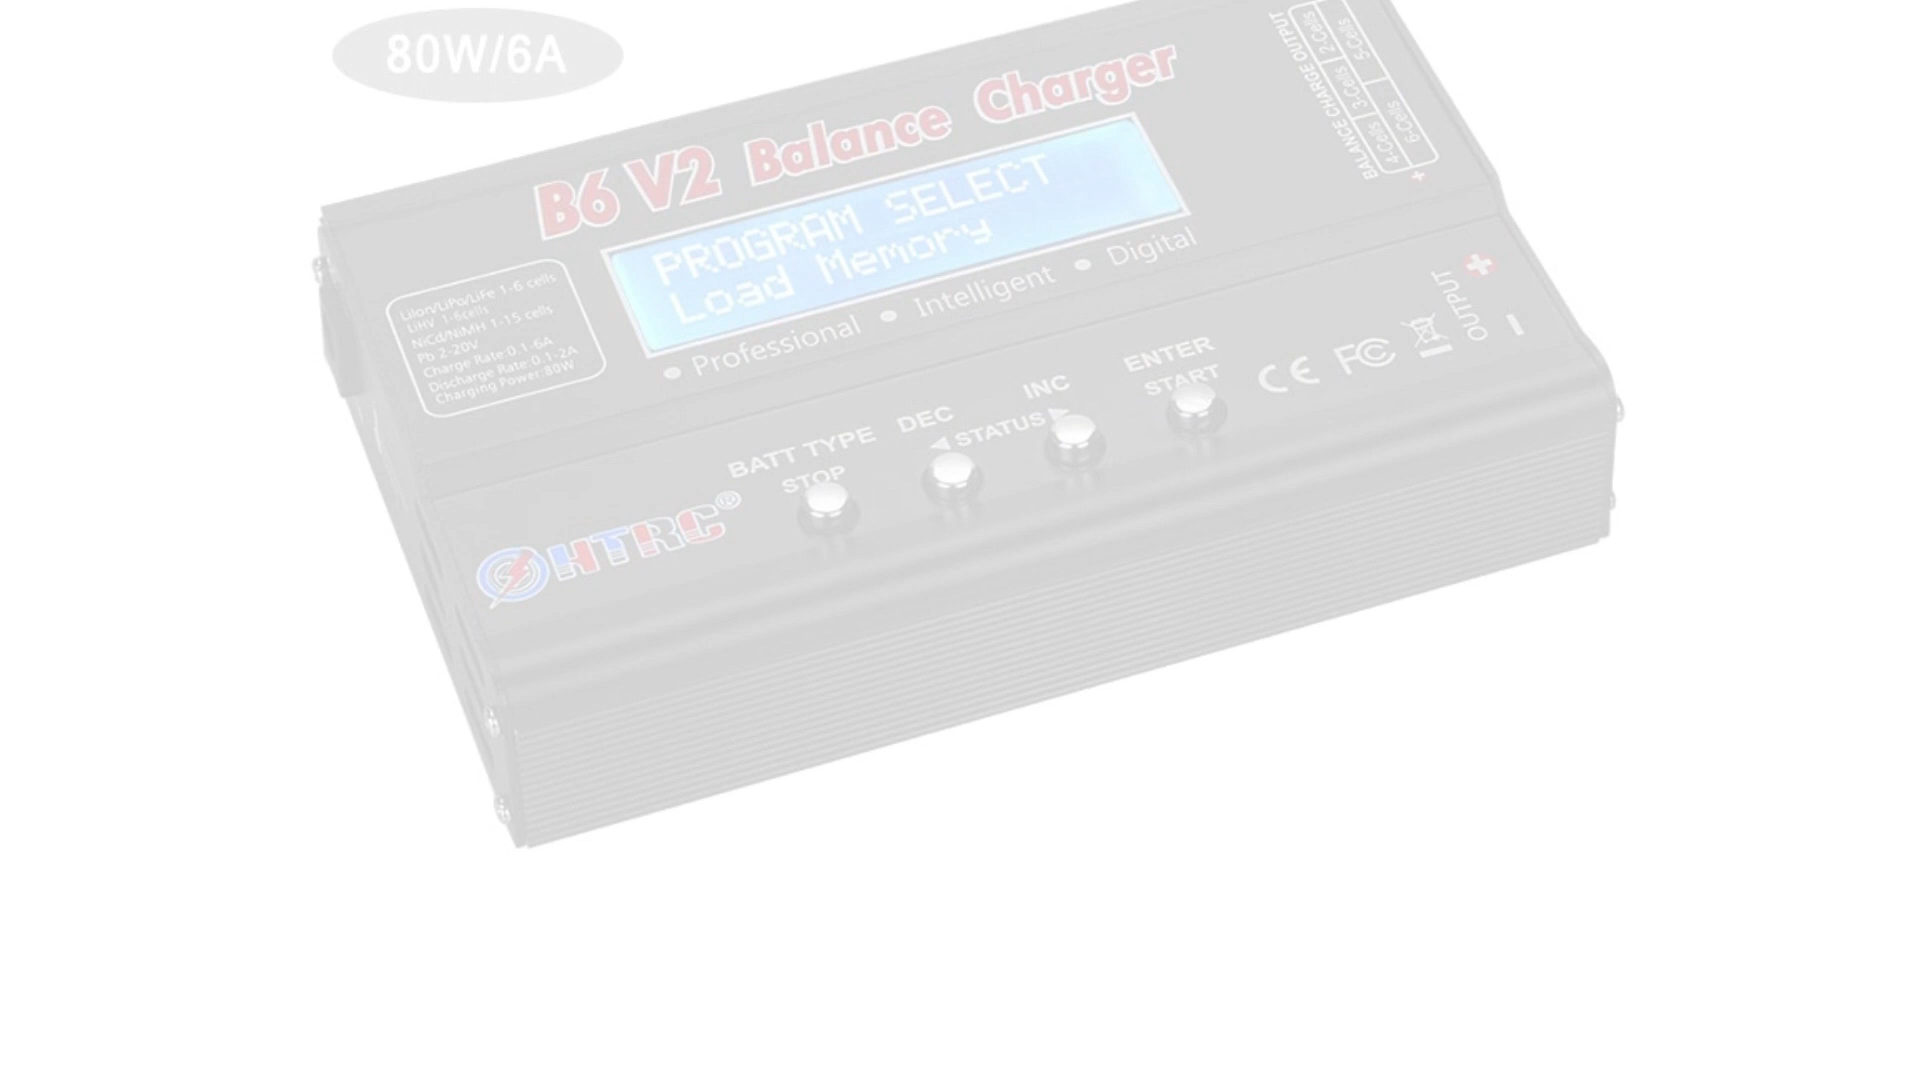 80W/6A
B6 V2 Balance Charger
PROGRAM SELECT
Load Memory
• Professional • Intelligent • Digital
LiIon/LiPo/LiFe 1-6 cells
LiHV 1-6cells
NiCd/NiMH 1-15 cells
Pb 2-20V
Charge Rate:0.1-6A
Discharge Rate:0.1-2A
Charging Power:80W
BALANCE CHARGE OUTPUT
2-Cells
3-Cells
4-Cells
5-Cells
6-Cells
+
OUTPUT
BATT TYPE
STOP
DEC
◀ STATUS ▶
INC
ENTER
START
CE FC
HTRC®